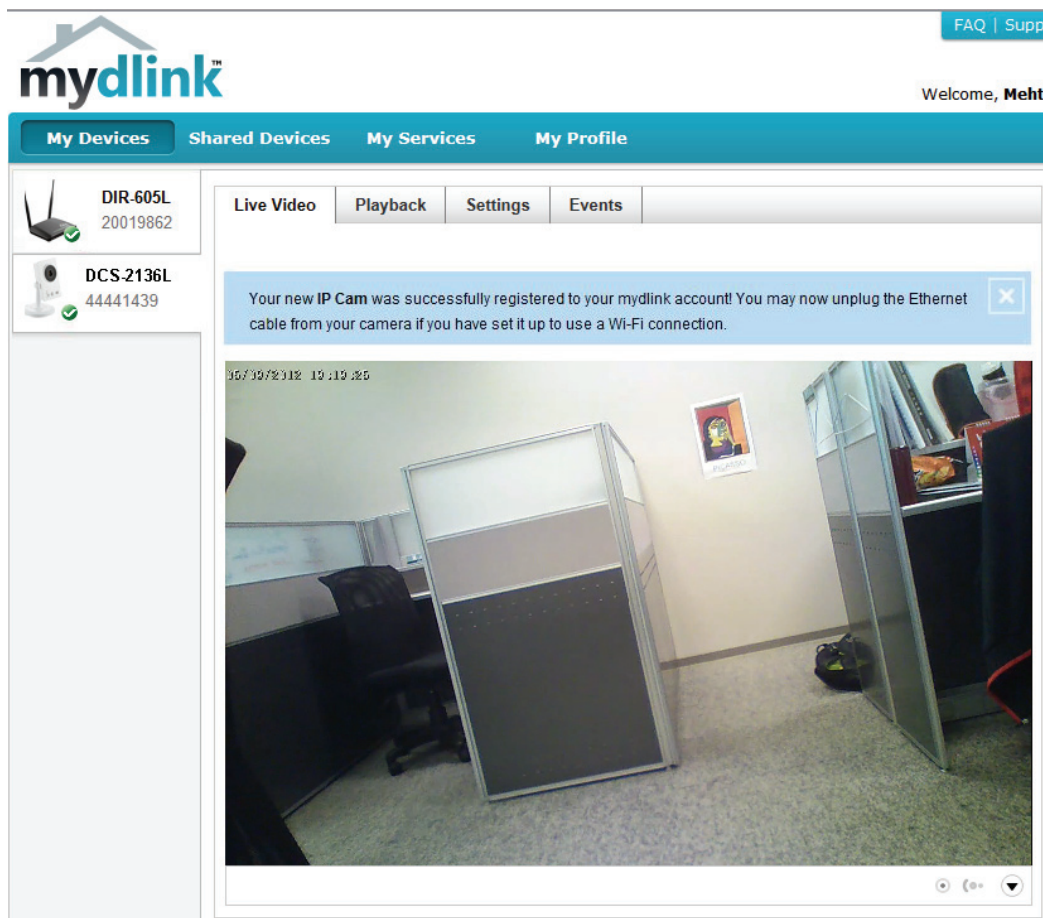 FAQ | Supp
mydlink™
Welcome, Meht
My Devices Shared Devices My Services My Profile
DIR-605L
20019862
DCS-2136L
44441439
Live Video Playback Settings Events
Your new IP Cam was successfully registered to your mydlink account! You may now unplug the Ethernet
cable from your camera if you have set it up to use a Wi-Fi connection.
PICASSO